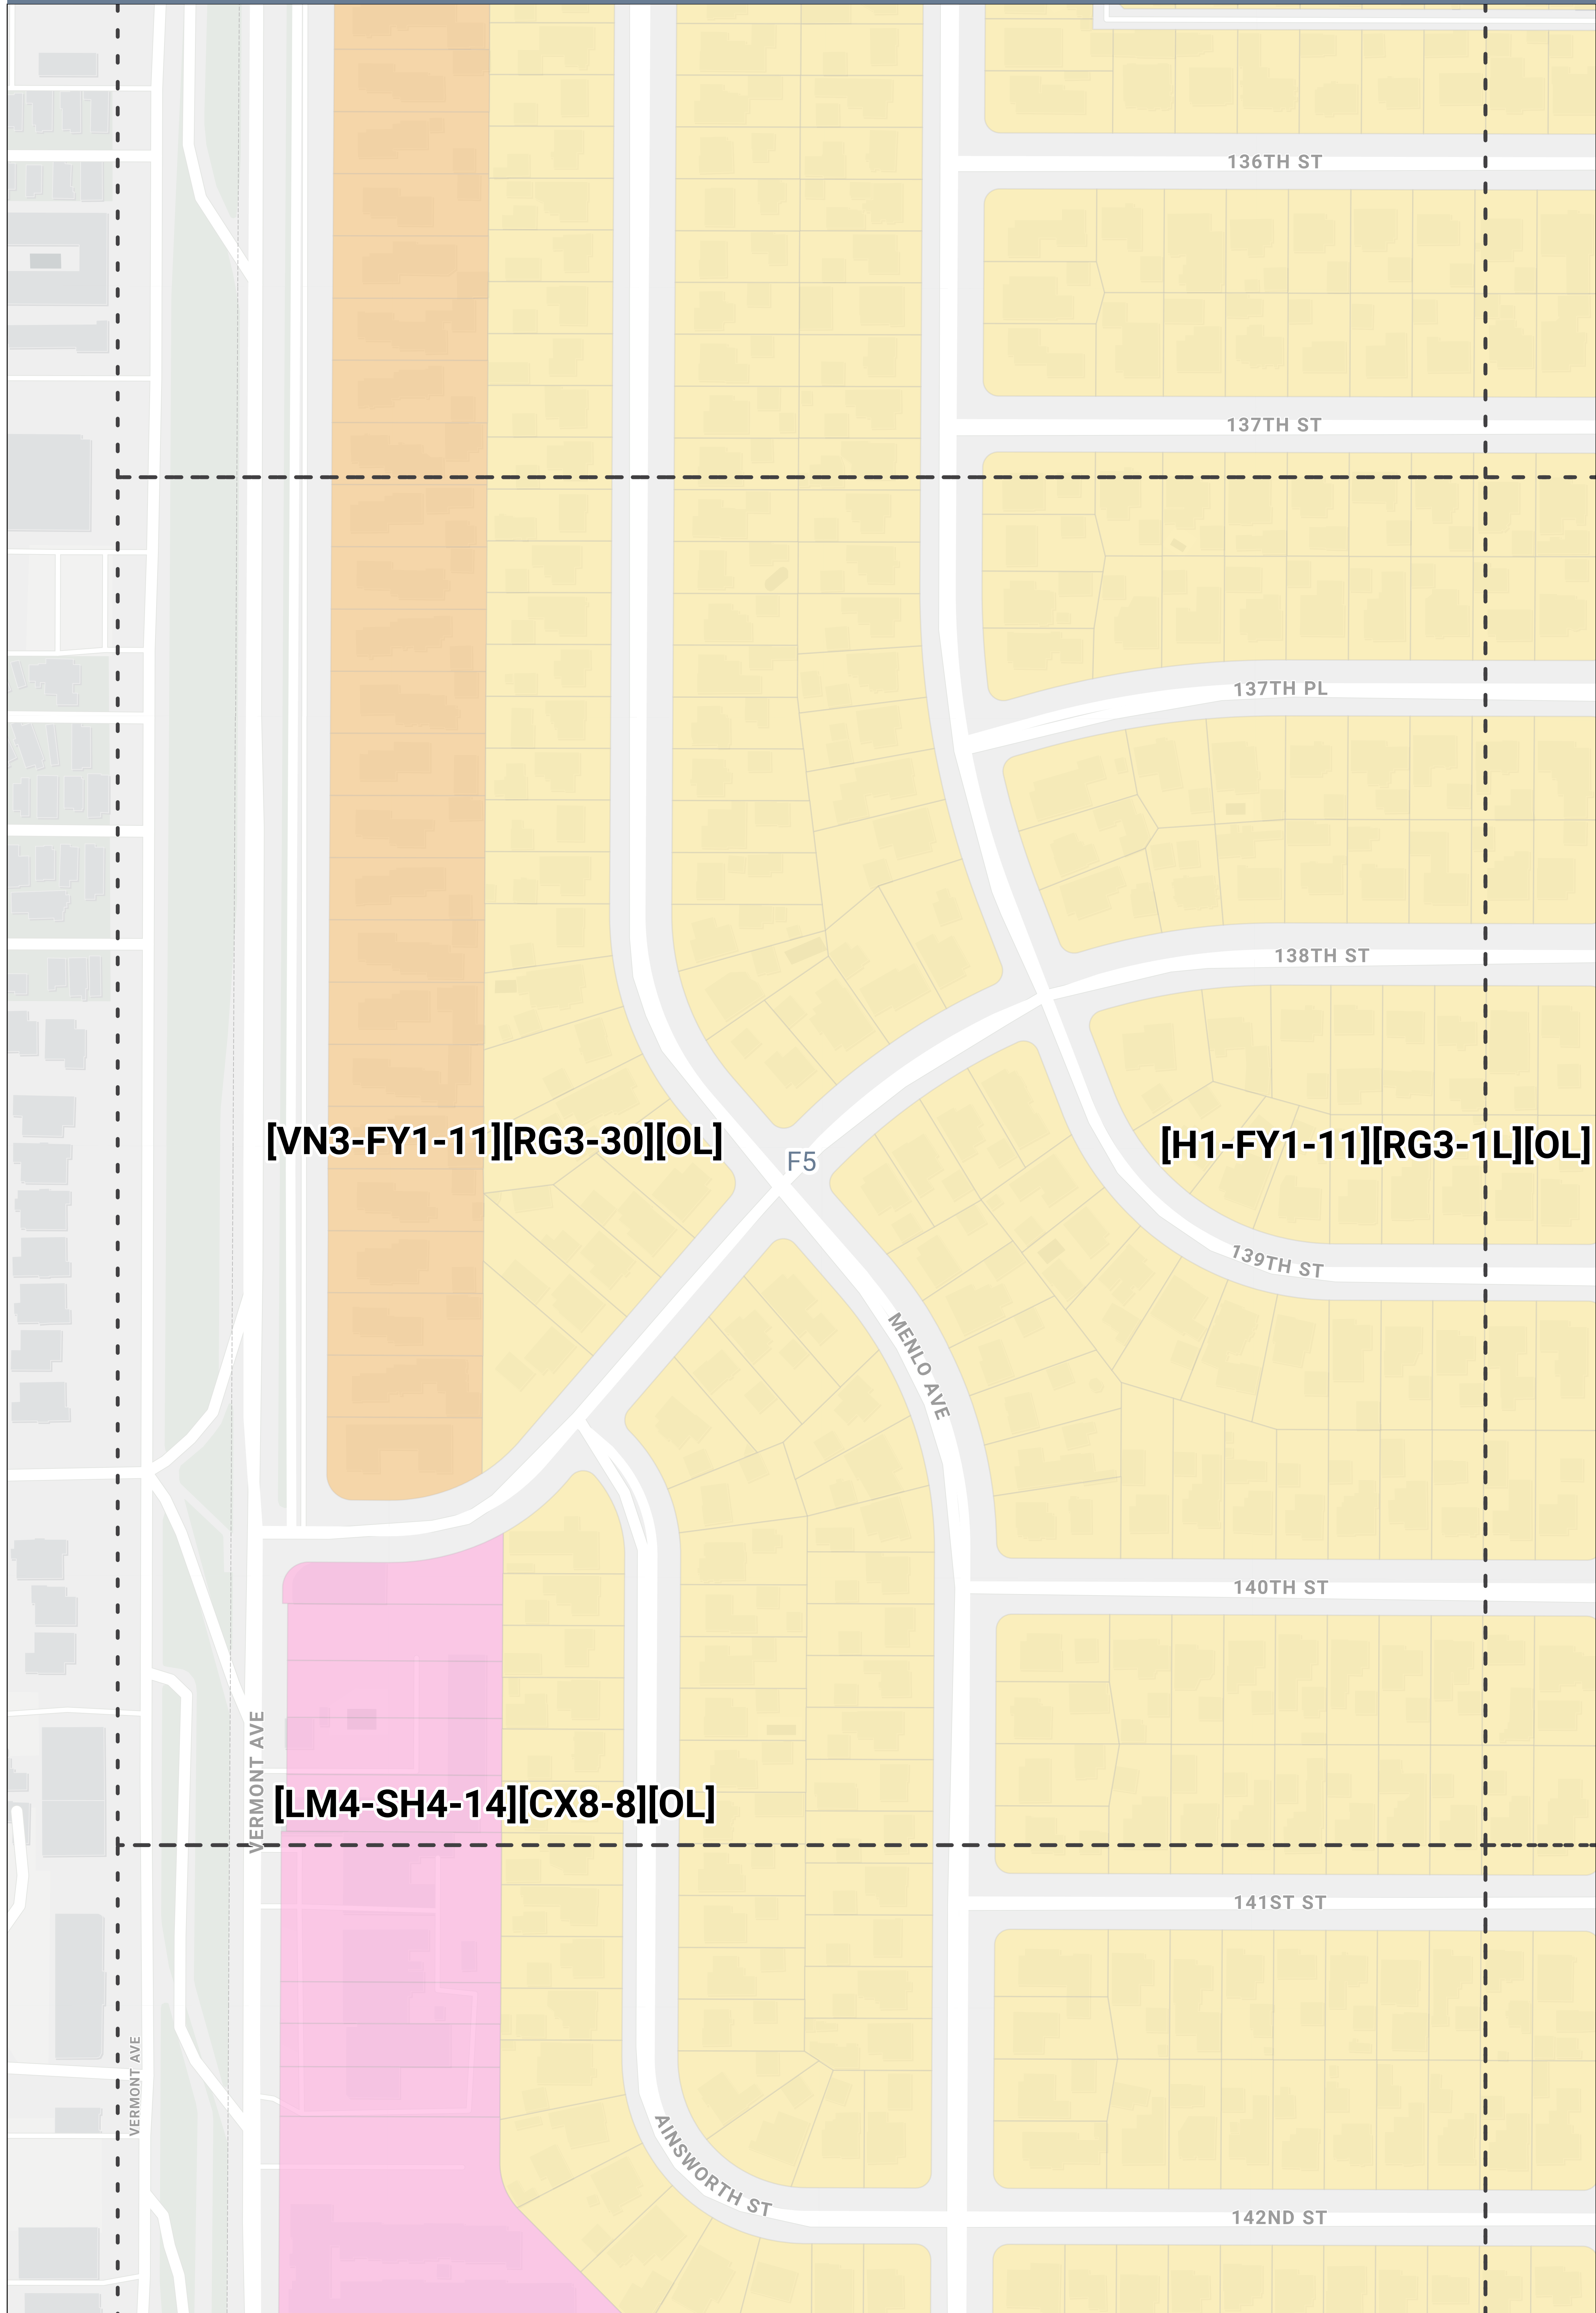 136TH ST
137TH ST
137TH PL
138TH ST
[VN3-FY1-11][RG3-30][OL]
[H1-FY1-11][RG3-1L][OL]
F5
139TH ST
MENLO AVE
140TH ST
VERMONT AVE
[LM4-SH4-14][CX8-8][OL]
141ST ST
VERMONT AVE
AINSWORTH ST
142ND ST